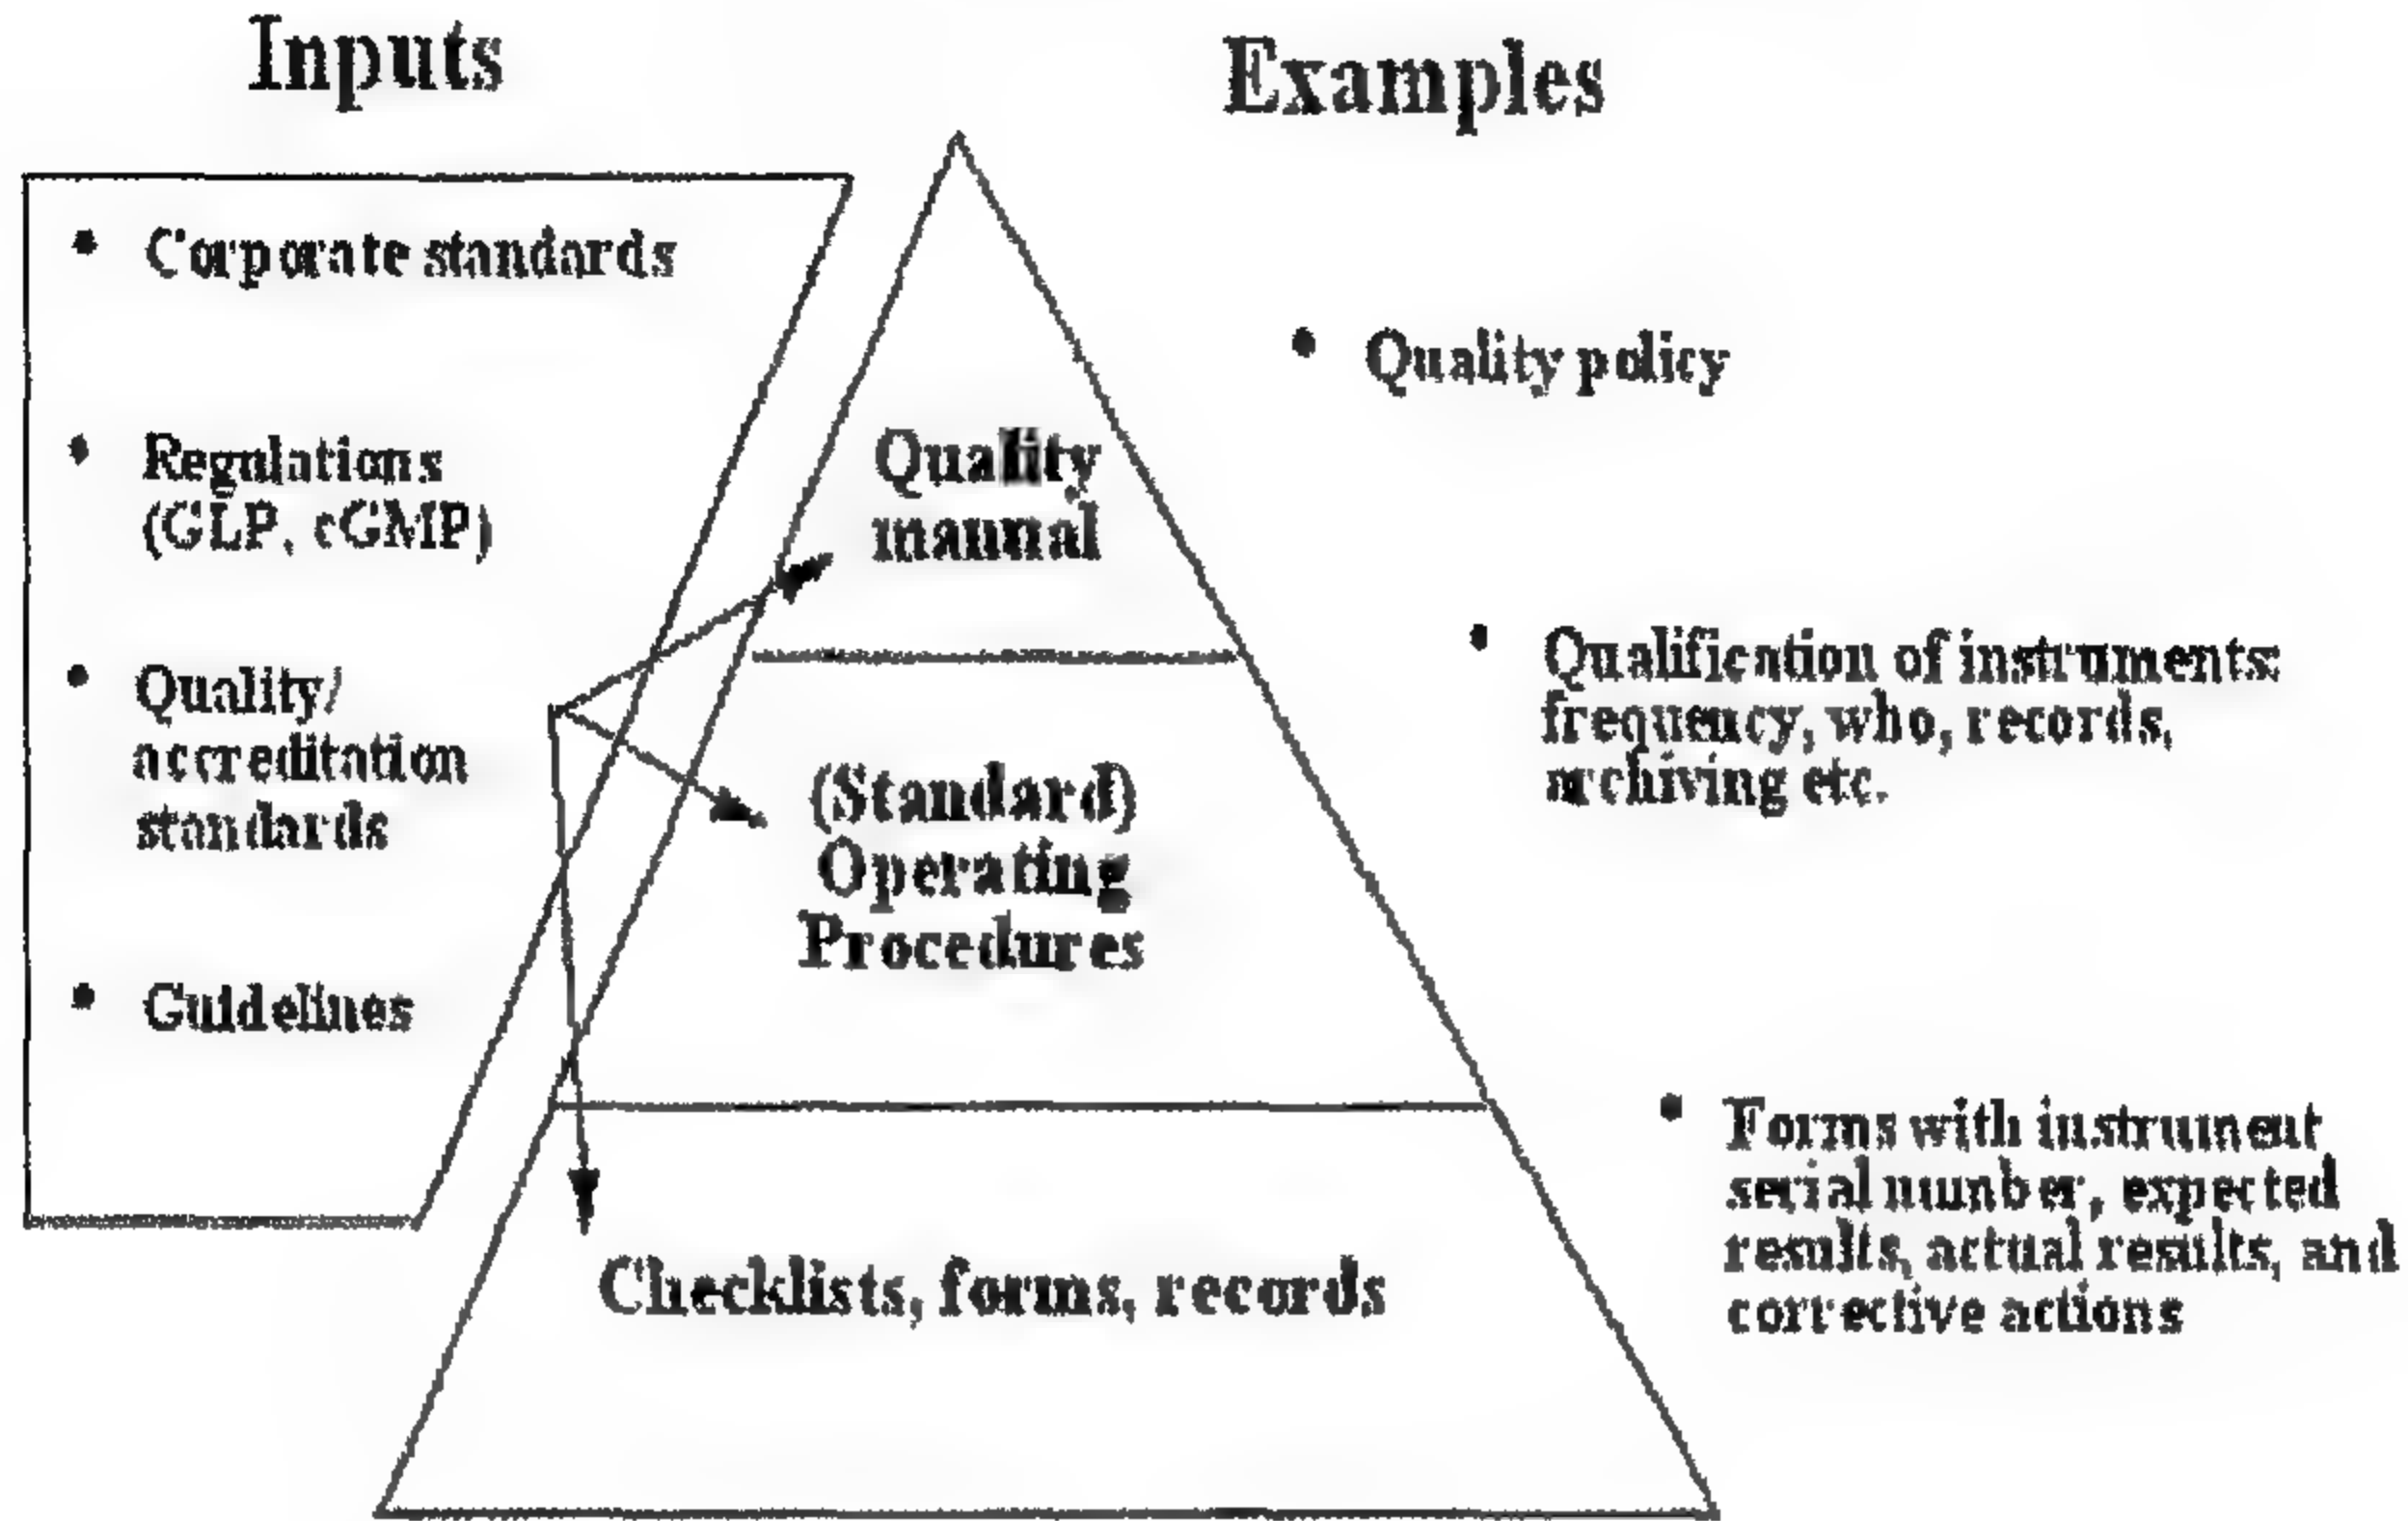 Inputs
• Corporate standards
• Regulations
(GLP, cGMP)
• Quality/
accreditation
standards
• Guidelines
Quality
manual
(Standard)
Operating
Procedures
Checklists, forms, records
Examples
• Quality policy
• Qualification of instruments:
frequency, who, records,
archiving etc.
• Forms with instrument
serial number, expected
results, actual results, and
corrective actions